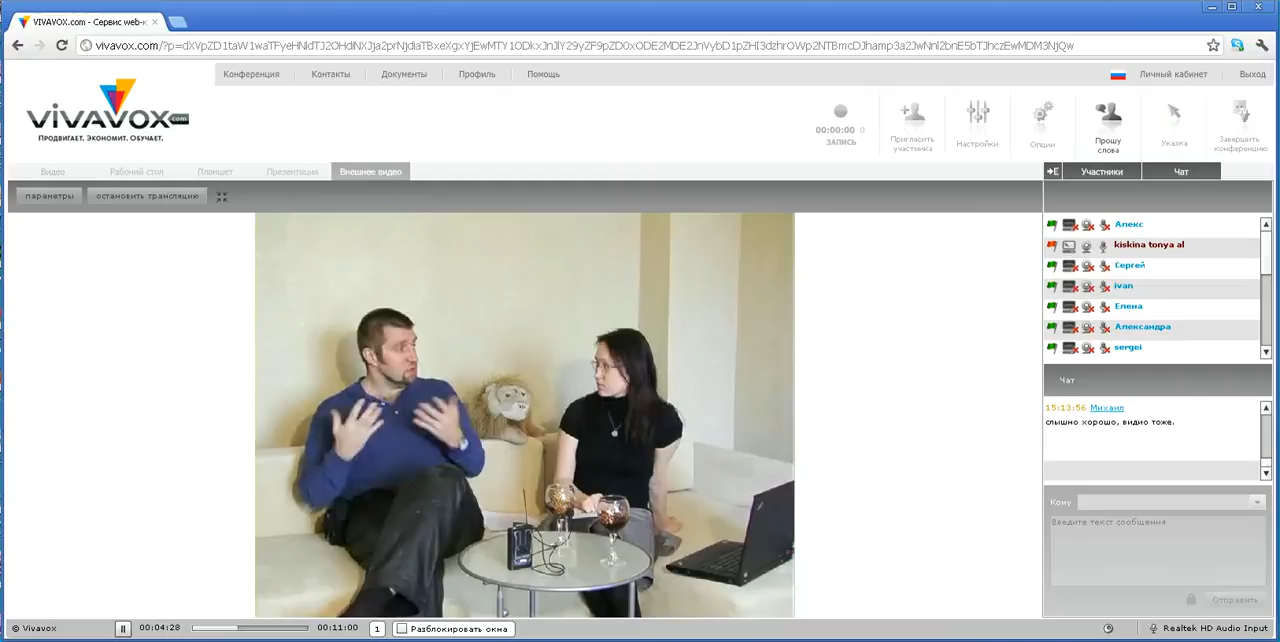 VIVAVOX.com - Сервис web-к
Конференция Контакты Документы Профиль Помощь Личный кабинет Выход
vivavox.com
Продвигает. Экономит. Обучает.
00:00:00 0
ЗАПИСЬ
Пригласить участника
Настройки
Опции
Прошу слова
Указка
Завершить конференцию
Видео Рабочий стол Планшет Презентация Внешнее видео Участники Чат
параметры остановить трансляцию
Алекс
kiskina tonya al
Сергей
ivan
Елена
Александра
sergei
Чат
15:13:56 Михаил
слышно хорошо, видио тоже.
Кому
Введите текст сообщения
Отправить
© Vivavox 00:04:28 00:11:00 1 Разблокировать окна Realtek HD Audio Input